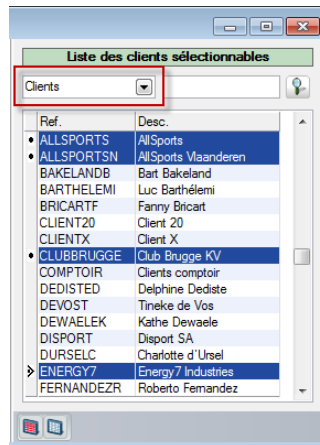 Liste des clients sélectionnables
Clients
Ref. Desc.
ALLSPORTS AllSports
ALLSPORTSN AllSports Vlaanderen
BAKELANDB Bart Bakeland
BARTHELEMI Luc Barthélemi
BRICARTF Fanny Bricart
CLIENT20 Client 20
CLIENTX Client X
CLUBBRUGGE Club Brugge KV
COMPTOIR Clients comptoir
DEDISTED Delphine Dediste
DEVOST Tineke de Vos
DEWAELEK Kathe Dewaele
DISPORT Disport SA
DURSELC Charlotte d'Ursel
ENERGY7 Energy7 Industries
FERNANDEZR Roberto Fernandez